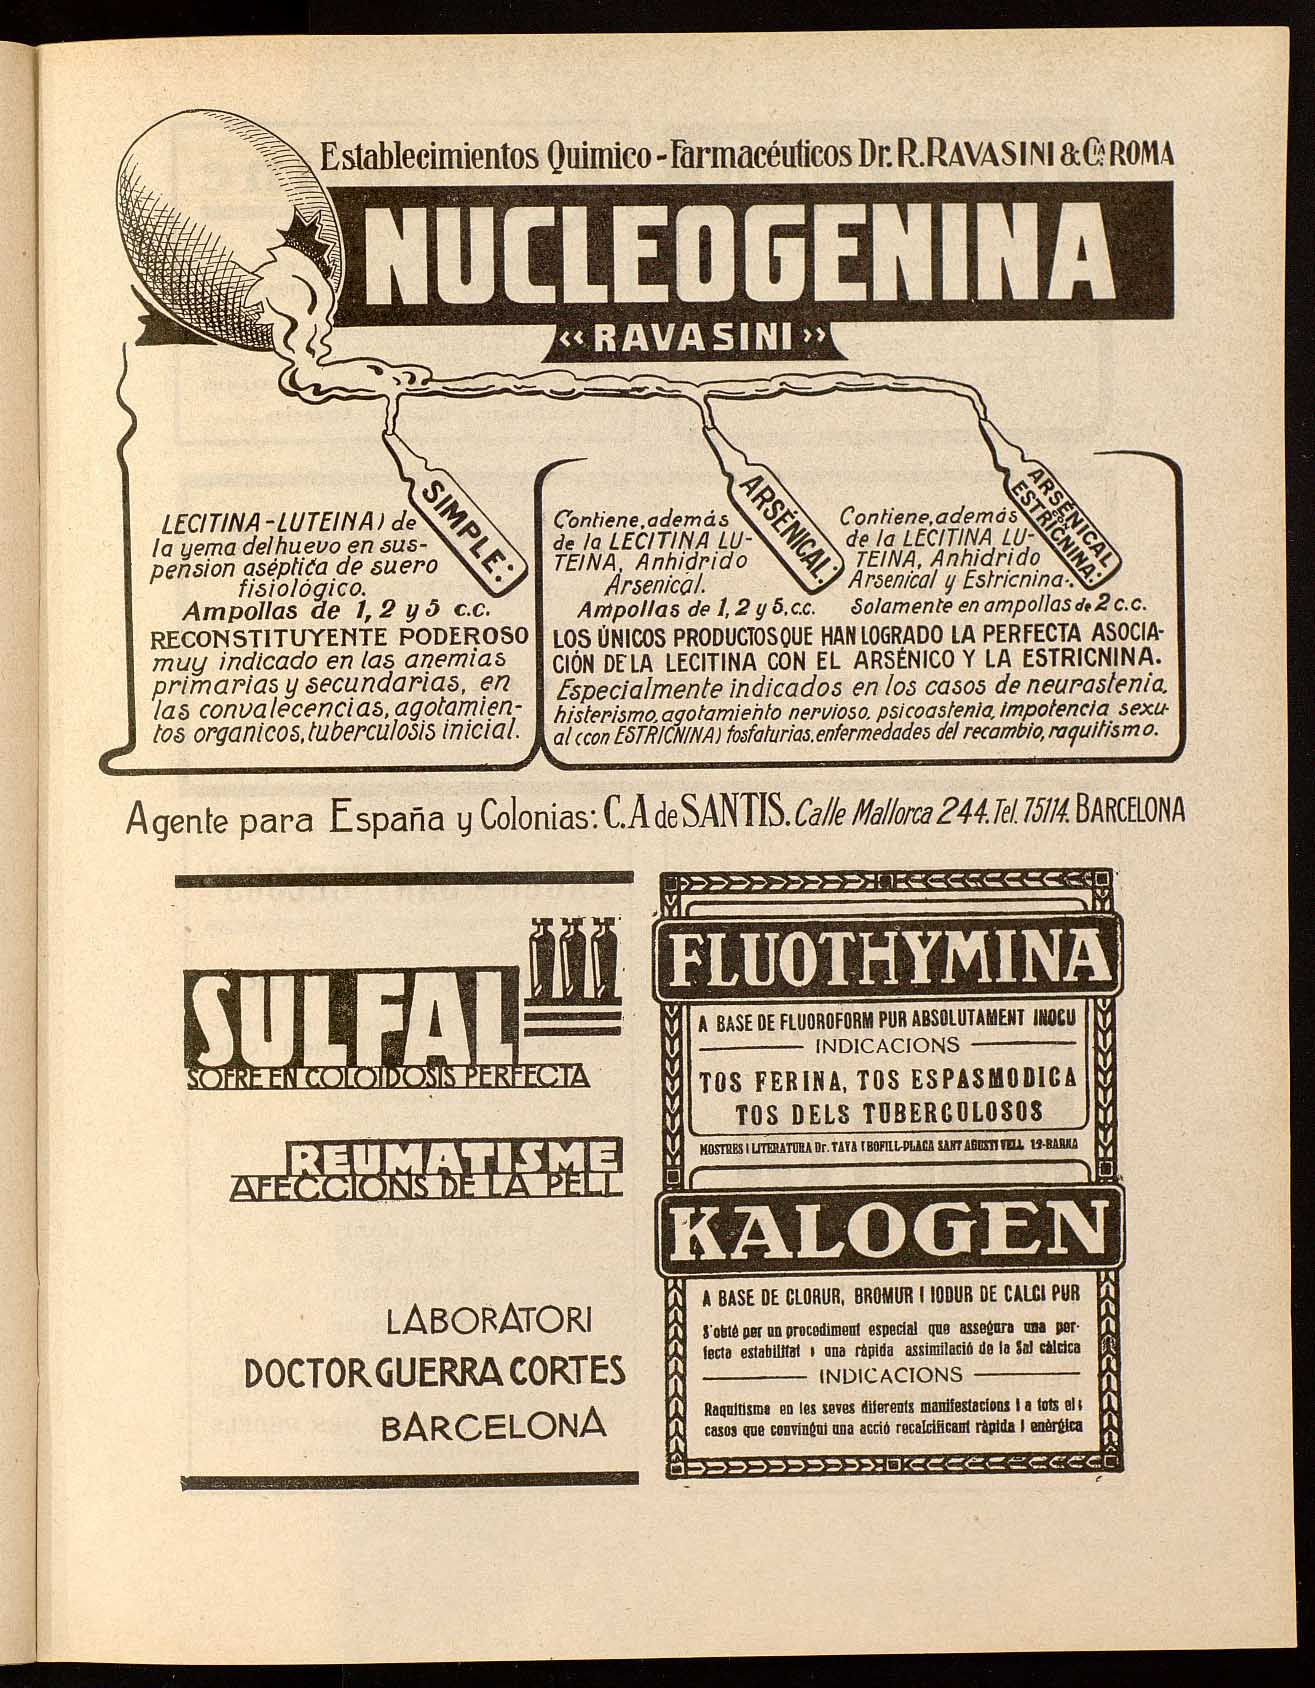 Establecimientos Quimico-Farmacéuticos Dr. R. RAVASINI & Cía. ROMA
NUCLEOGENINA
«RAVASINI»
SIMPLE:
LECITINA-LUTEINA) de
la yema del huevo en sus-
pension aséptica de suero
fisiológico.
Ampollas de 1, 2 y 5 c.c.
RECONSTITUYENTE PODEROSO
muy indicado en las anemias
primarias y secundarias, en
las convalecencias, agotamien-
tos organicos, tuberculosis inicial.
ARSÉNICAL:
Contiene, además
de la LECITINA LU-
TEINA, Anhidrido
Arsenical.
Ampollas de 1, 2 y 5, c.c.
ARSÉNICAL
CON
ESTRICNINA:
Contiene, además
de la LECITINA LU-
TEINA, Anhidrido
Arsenical y Estricnina.
Solamente en ampollas de 2 c.c.
LOS ÚNICOS PRODUCTOS QUE HAN LOGRADO LA PERFECTA ASOCIA-
CIÓN DE LA LECITINA CON EL ARSÉNICO Y LA ESTRICNINA.
Especialmente indicados en los casos de neurastenia,
histerismo, agotamiento nervioso, psicoastenia, impotencia sexu-
al (con ESTRICNINA) fosfaturias, enfermedades del recambio, raquitismo.
Agente para España y Colonias: C.A de SANTIS. Calle Mallorca 244. Tel. 75114. BARCELONA
SULFAL
SOFRE EN COLOÏDOSIS PERFECTA
REUMATISME
AFECCIONS DE LA PELL
LABORATORI
DOCTOR GUERRA CORTES
BARCELONA
FLUOTHYMINA
A BASE DE FLUOROFORM PUR ABSOLUTAMENT INOCU
INDICACIONS
TOS FERINA, TOS ESPASMODICA
TOS DELS TUBERCULOSOS
MOSTRES I LITERATURA Dr. TAYA I BOFILL-PLAÇA SANT AGUSTI VELL 12-BARNA
KALOGEN
A BASE DE CLORUR, BROMUR I IODUR DE CALCI PUR
S'obté per un procediment especial que assegura una per-
fecta estabilitat i una ràpida assimilació de la Sal càlcica
INDICACIONS
Raquitisme en les seves diferents manifestacions i a tots els
casos que convingui una acció recalcificant ràpida i enèrgica